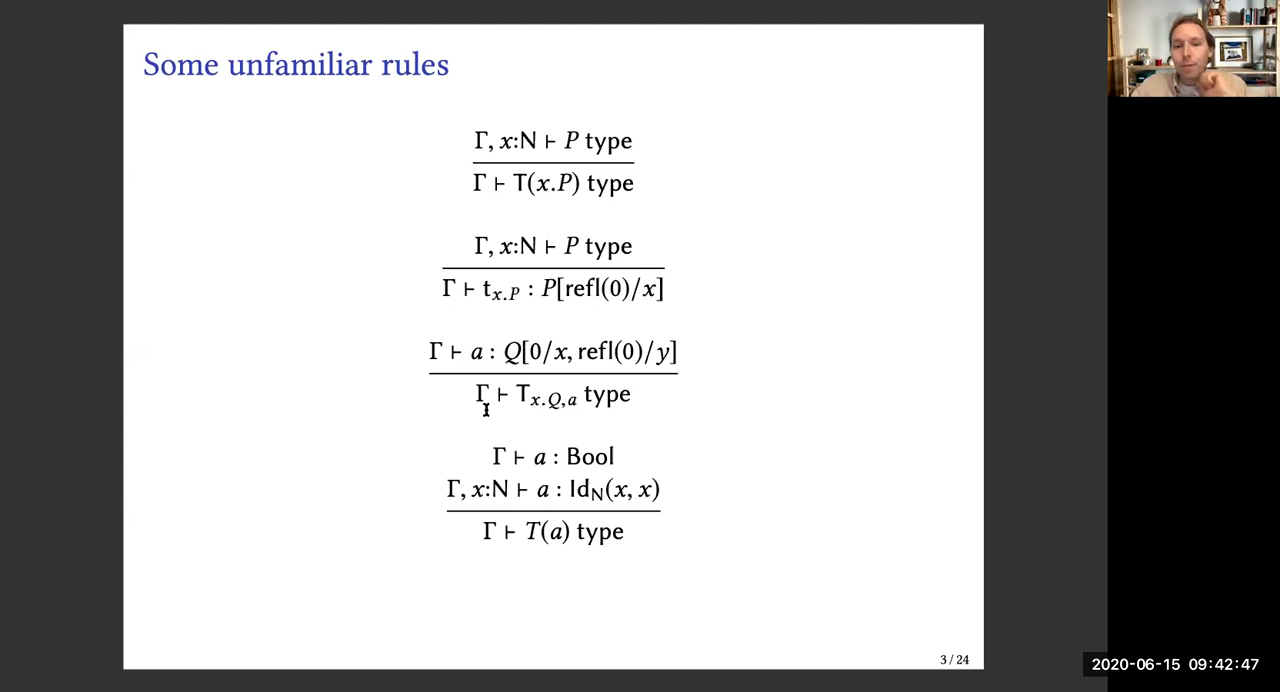 Some unfamiliar rules
Γ, x:N ⊢ P type
Γ ⊢ T(x.P) type
Γ, x:N ⊢ P type
Γ ⊢ t_{x.P} : P[refl(0)/x]
Γ ⊢ a : Q[0/x, refl(0)/y]
Γ ⊢ T_{x.Q,a} type
Γ ⊢ a : Bool
Γ, x:N ⊢ a : Id_N(x, x)
Γ ⊢ T(a) type
3 / 24
2020-06-15 09:42:47